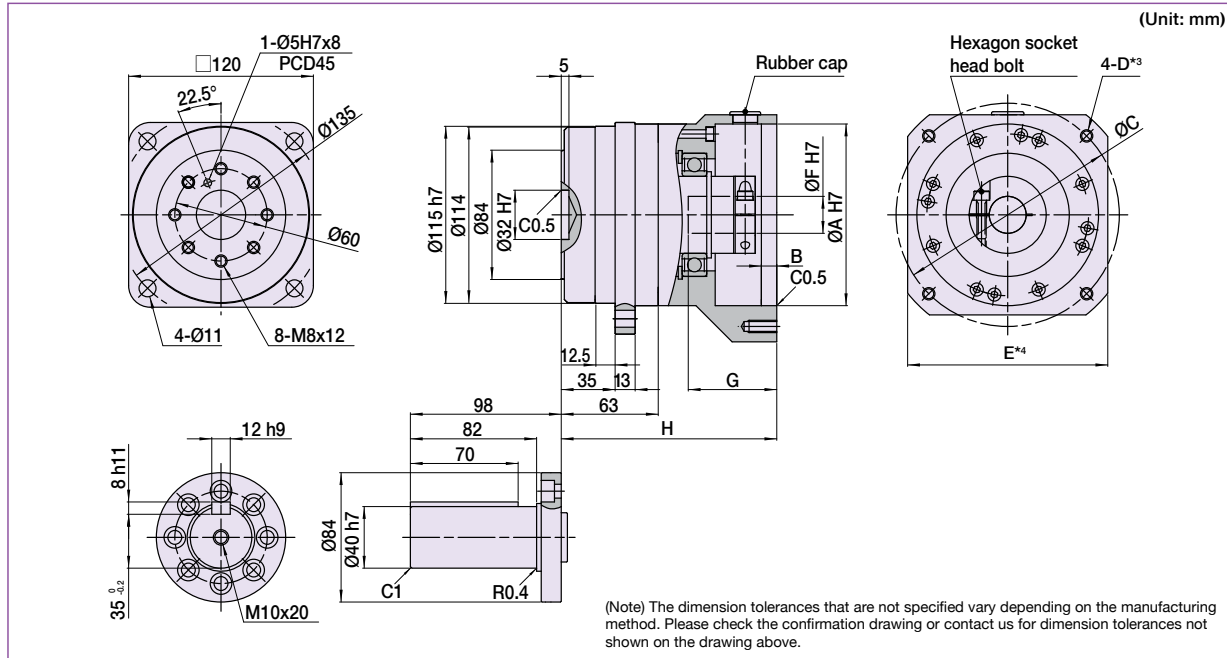 (Unit: mm)
1-Ø5H7x8
PCD45
□120
22.5°
Ø135
Ø60
4-Ø11
8-M8x12
5
Rubber cap
Ø115 h7
Ø114
Ø84
Ø32 H7
C0.5
ØF H7
ØA H7
B
C0.5
12.5
35
13
G
63
H
Hexagon socket
head bolt
4-D*3
ØC
E*4
98
82
70
12 h9
8 h11
35 0 -0.2
M10x20
Ø84
Ø40 h7
C1
R0.4
(Note) The dimension tolerances that are not specified vary depending on the manufacturing
method. Please check the confirmation drawing or contact us for dimension tolerances not
shown on the drawing above.